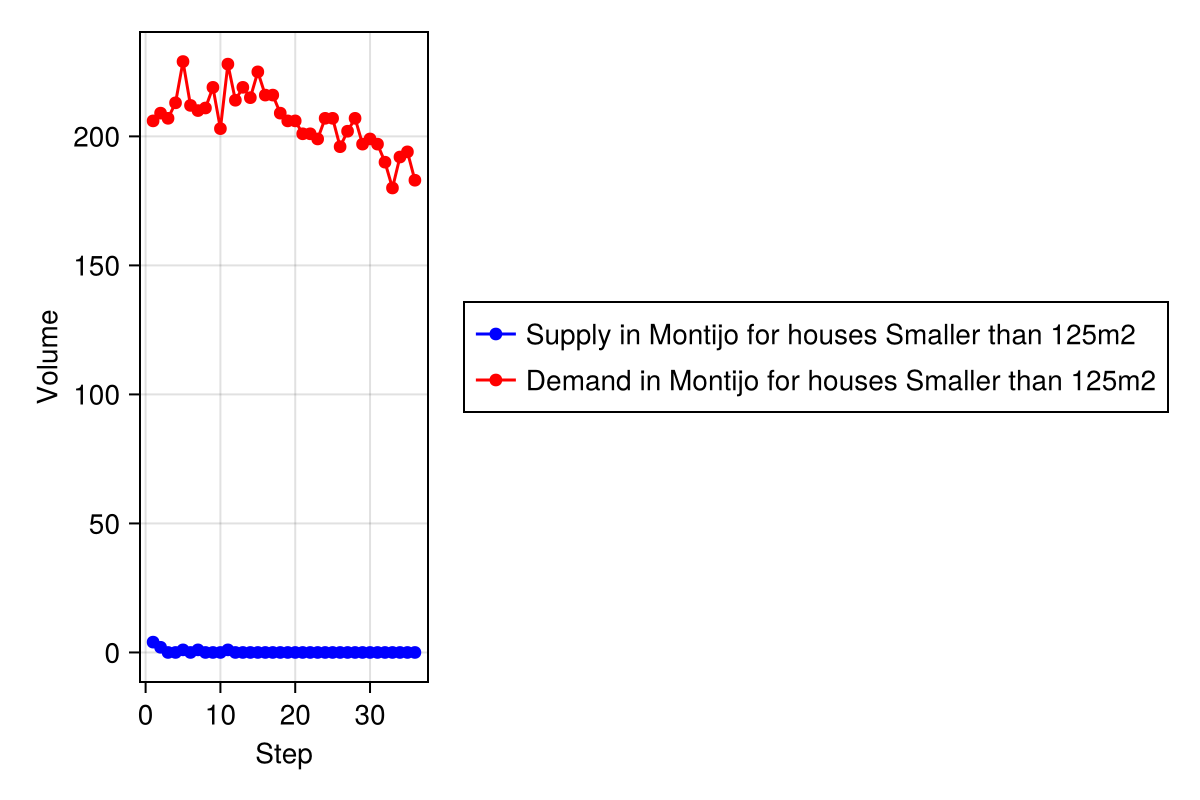 Volume
200
150
100
50
0
0 10 20 30
Step
Supply in Montijo for houses Smaller than 125m2
Demand in Montijo for houses Smaller than 125m2